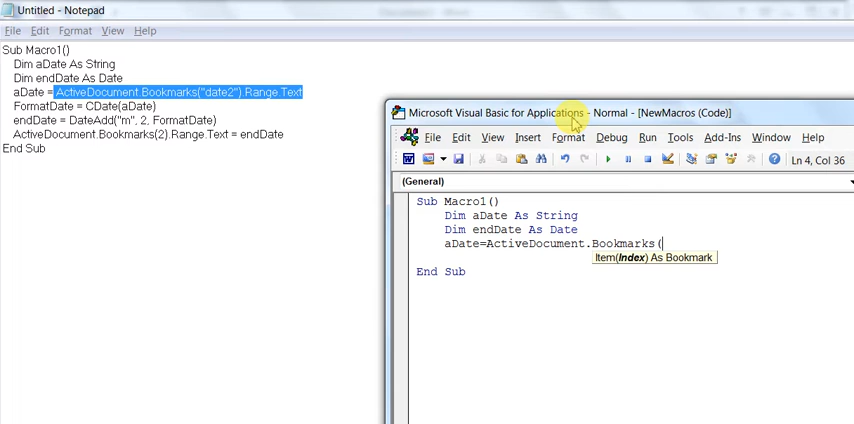 Untitled - Notepad
File Edit Format View Help
Sub Macro1()
Dim aDate As String
Dim endDate As Date
aDate = ActiveDocument.Bookmarks("date2").Range.Text
FormatDate = CDate(aDate)
endDate = DateAdd("m", 2, FormatDate)
ActiveDocument.Bookmarks(2).Range.Text = endDate
End Sub
Microsoft Visual Basic for Applications - Normal - [NewMacros (Code)]
File Edit View Insert Format Debug Run Tools Add-Ins Window Help
Ln 4, Col 36
(General)
Sub Macro1()
Dim aDate As String
Dim endDate As Date
aDate=ActiveDocument.Bookmarks(
Item(Index) As Bookmark
End Sub